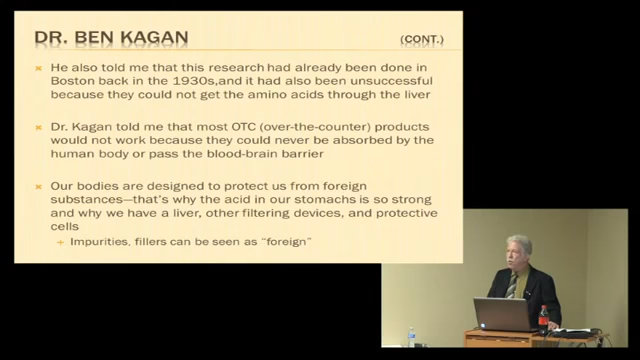 DR. BEN KAGAN (CONT.)
He also told me that this research had already been done in
Boston back in the 1930s,and it had also been unsuccessful
because they could not get the amino acids through the liver
Dr. Kagan told me that most OTC (over-the-counter) products
would not work because they could never be absorbed by the
human body or pass the blood-brain barrier
Our bodies are designed to protect us from foreign
substances—that's why the acid in our stomachs is so strong
and why we have a liver, other filtering devices, and protective
cells
Impurities, fillers can be seen as "foreign"